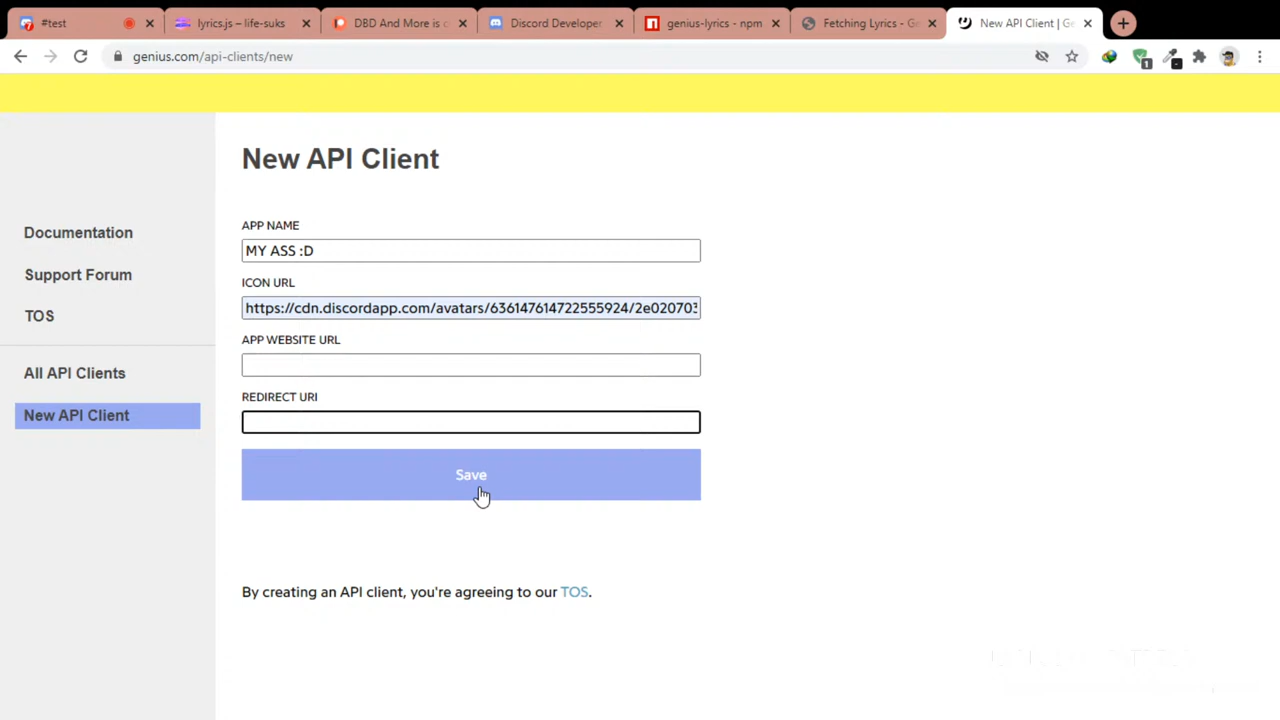 #test
lyrics.js – life-suks
DBD And More is c
Discord Developer
genius-lyrics - npm
Fetching Lyrics - Ge
New API Client | Ge
genius.com/api-clients/new
1
New API Client
Documentation
Support Forum
TOS
All API Clients
New API Client
APP NAME
MY ASS :D
ICON URL
https://cdn.discordapp.com/avatars/636147614722555924/2e020703
APP WEBSITE URL
REDIRECT URI
Save
By creating an API client, you're agreeing to our TOS.